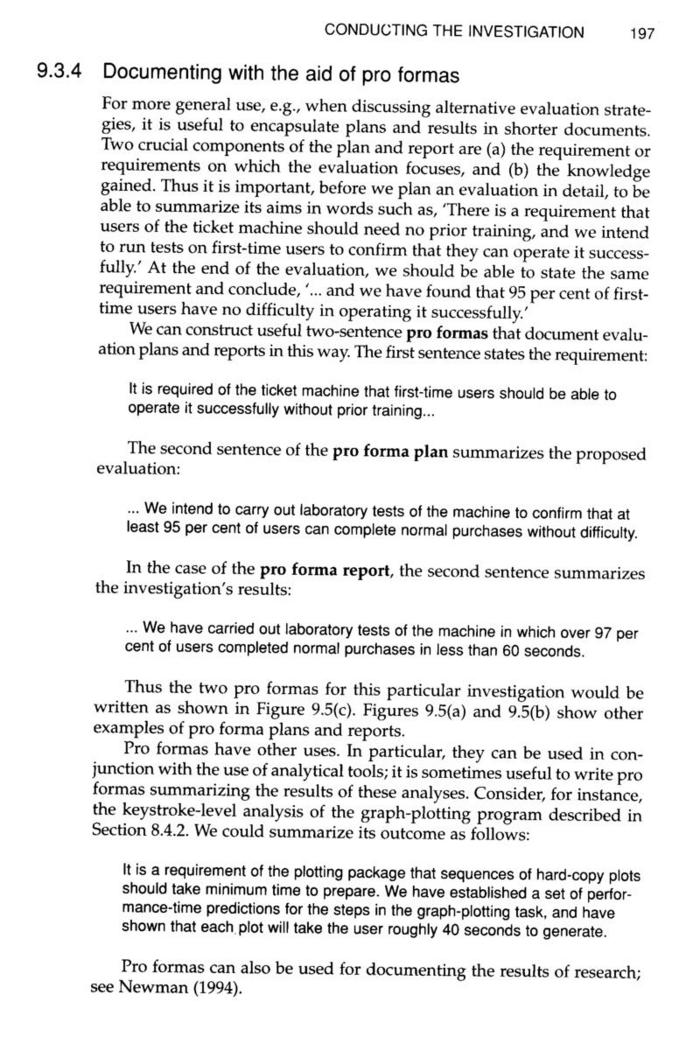 CONDUCTING THE INVESTIGATION 197
9.3.4 Documenting with the aid of pro formas
For more general use, e.g., when discussing alternative evaluation strate-
gies, it is useful to encapsulate plans and results in shorter documents.
Two crucial components of the plan and report are (a) the requirement or
requirements on which the evaluation focuses, and (b) the knowledge
gained. Thus it is important, before we plan an evaluation in detail, to be
able to summarize its aims in words such as, ‘There is a requirement that
users of the ticket machine should need no prior training, and we intend
to run tests on first-time users to confirm that they can operate it success-
fully.’ At the end of the evaluation, we should be able to state the same
requirement and conclude, ‘... and we have found that 95 per cent of first-
time users have no difficulty in operating it successfully.’
We can construct useful two-sentence pro formas that document evalu-
ation plans and reports in this way. The first sentence states the requirement:
It is required of the ticket machine that first-time users should be able to
operate it successfully without prior training...
The second sentence of the pro forma plan summarizes the proposed
evaluation:
... We intend to carry out laboratory tests of the machine to confirm that at
least 95 per cent of users can complete normal purchases without difficulty.
In the case of the pro forma report, the second sentence summarizes
the investigation’s results:
... We have carried out laboratory tests of the machine in which over 97 per
cent of users completed normal purchases in less than 60 seconds.
Thus the two pro formas for this particular investigation would be
written as shown in Figure 9.5(c). Figures 9.5(a) and 9.5(b) show other
examples of pro forma plans and reports.
Pro formas have other uses. In particular, they can be used in con-
junction with the use of analytical tools; it is sometimes useful to write pro
formas summarizing the results of these analyses. Consider, for instance,
the keystroke-level analysis of the graph-plotting program described in
Section 8.4.2. We could summarize its outcome as follows:
It is a requirement of the plotting package that sequences of hard-copy plots
should take minimum time to prepare. We have established a set of perfor-
mance-time predictions for the steps in the graph-plotting task, and have
shown that each plot will take the user roughly 40 seconds to generate.
Pro formas can also be used for documenting the results of research;
see Newman (1994).